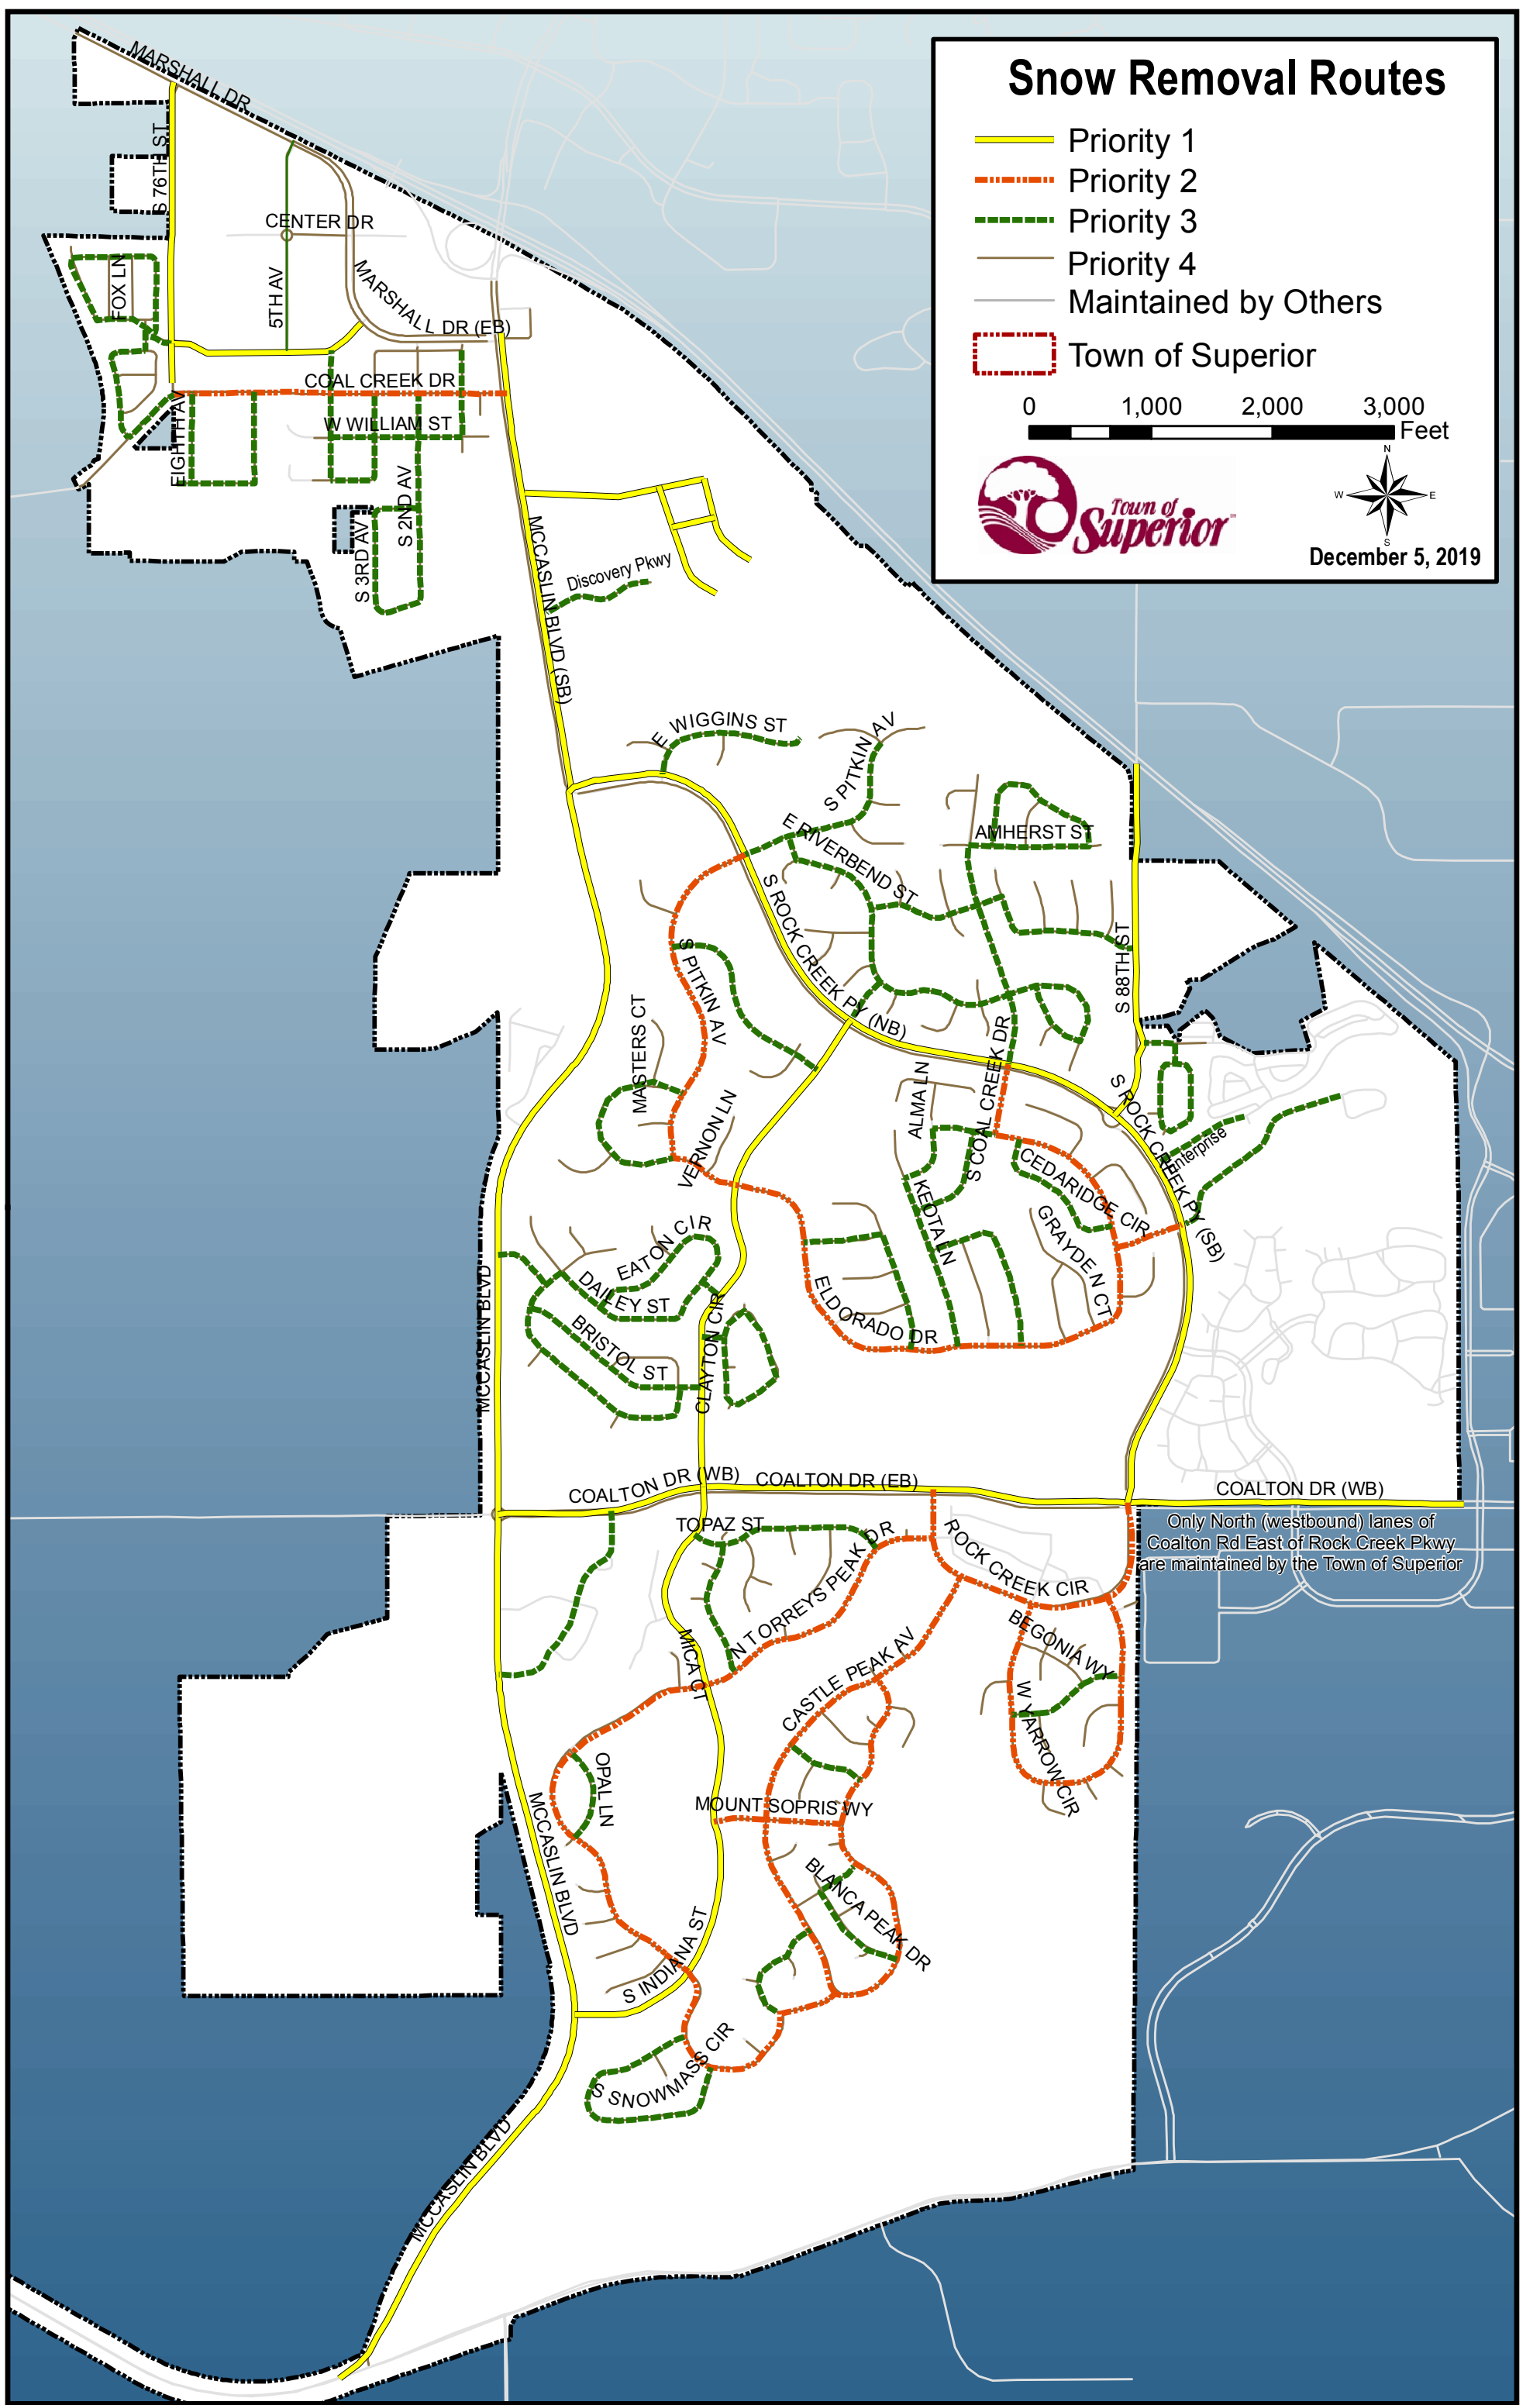 Snow Removal Routes
Priority 1
Priority 2
Priority 3
Priority 4
Maintained by Others
Town of Superior
0 1,000 2,000 3,000
Feet
N
W E
S
Town of
Superior
December 5, 2019
MARSHALL DR
S 76TH ST
CENTER DR
FOX LN
5TH AV
MARSHALL DR (EB)
COAL CREEK DR
W WILLIAM ST
EIGHTH AV
S 2ND AV
S 3RD AV
MCCASLIN BLVD (SB)
Discovery Pkwy
E WIGGINS ST
S PITKIN AV
E RIVERBEND ST
AMHERST ST
S ROCK CREEK PY (NB)
S 88TH ST
S PITKIN AV
MASTERS CT
VERNON LN
ALMA LN
S COAL CREEK DR
S ROCK CREEK PY (SB)
Enterprise
CEDARIDGE CIR
KEOTA LN
GRAYDEN CT
EATON CIR
DAILEY ST
ELDORADO DR
BRISTOL ST
CLAYTON CIR
MCCASLIN BLVD
COALTON DR (WB)
COALTON DR (EB)
COALTON DR (WB)
Only North (westbound) lanes of
Coalton Rd East of Rock Creek Pkwy
are maintained by the Town of Superior
TOPAZ ST
N TORREYS PEAK DR
ROCK CREEK CIR
BEGONIA WY
MICA CT
CASTLE PEAK AV
W YARROW CIR
OPAL LN
MOUNT SOPRIS WY
MCCASLIN BLVD
BLANCA PEAK DR
S INDIANA ST
S SNOWMASS CIR
MCCASLIN BLVD